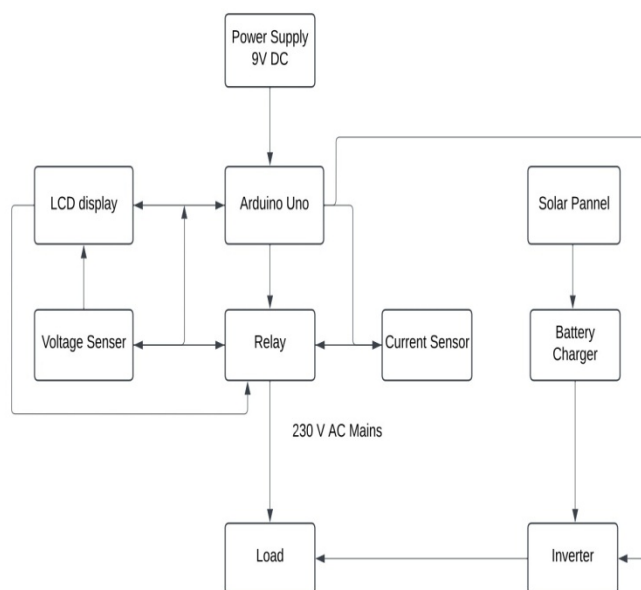 Power Supply
9V DC
LCD display
Arduino Uno
Solar Pannel
Voltage Senser
Relay
Current Sensor
Battery
Charger
230 V AC Mains
Load
Inverter